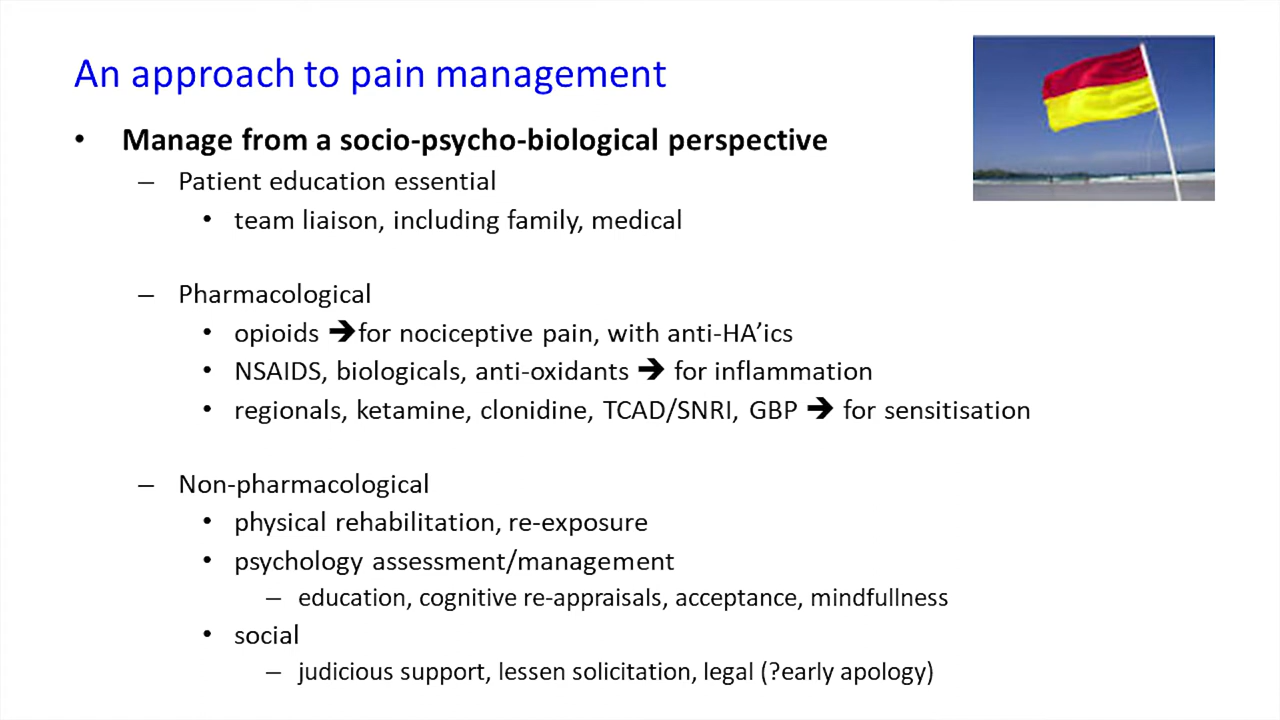 An approach to pain management
• Manage from a socio-psycho-biological perspective
– Patient education essential
• team liaison, including family, medical
– Pharmacological
• opioids ➔for nociceptive pain, with anti-HA’ics
• NSAIDS, biologicals, anti-oxidants ➔ for inflammation
• regionals, ketamine, clonidine, TCAD/SNRI, GBP ➔ for sensitisation
– Non-pharmacological
• physical rehabilitation, re-exposure
• psychology assessment/management
– education, cognitive re-appraisals, acceptance, mindfullness
• social
– judicious support, lessen solicitation, legal (?early apology)